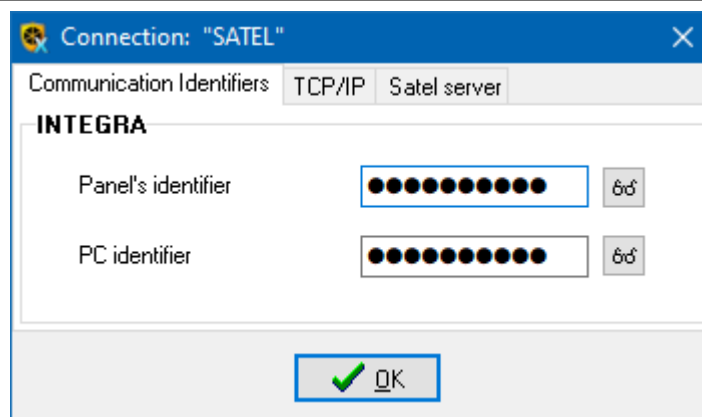 Connection: "SATEL"
Communication Identifiers TCP/IP Satel server
INTEGRA
Panel's identifier ●●●●●●●●●●
PC identifier ●●●●●●●●●●
OK